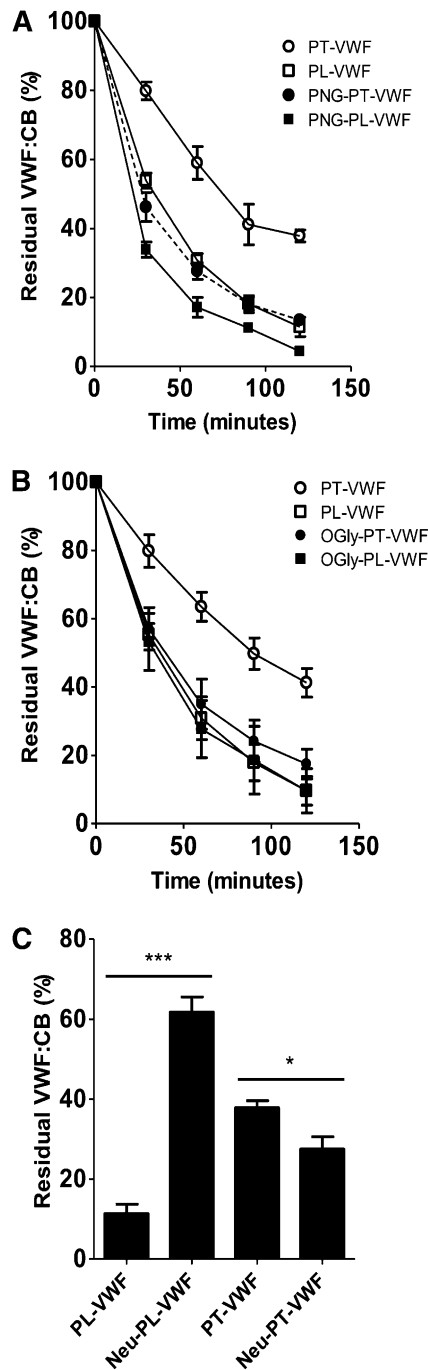 A
Residual VWF:CB (%)
100
80
60
40
20
0
0 50 100 150
Time (minutes)
PT-VWF
PL-VWF
PNG-PT-VWF
PNG-PL-VWF
B
Residual VWF:CB (%)
100
80
60
40
20
0
0 50 100 150
Time (minutes)
PT-VWF
PL-VWF
OGly-PT-VWF
OGly-PL-VWF
C
Residual VWF:CB (%)
80
60
40
20
0
***
*
PL-VWF
Neu-PL-VWF
PT-VWF
Neu-PT-VWF